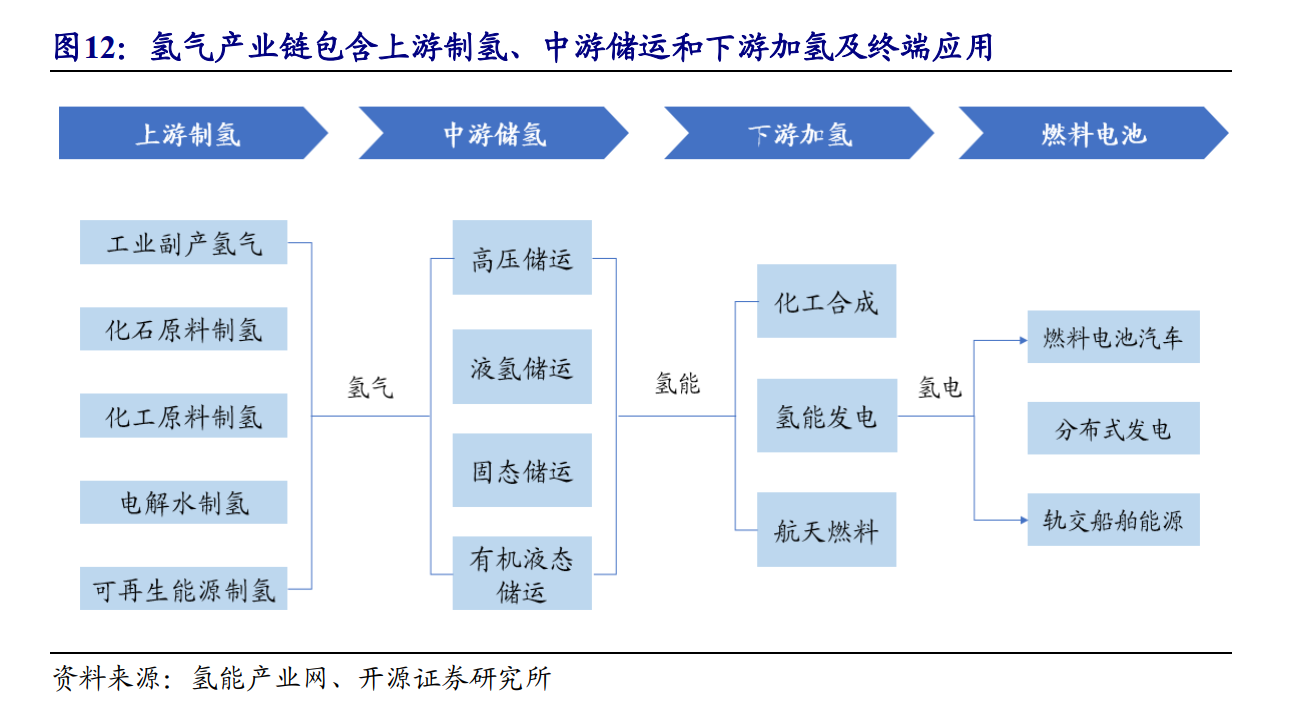 图12：氢气产业链包含上游制氢、中游储运和下游加氢及终端应用
上游制氢
中游储氢
下游加氢
燃料电池
工业副产氢气
化石原料制氢
化工原料制氢
电解水制氢
可再生能源制氢
氢气
高压储运
液氢储运
固态储运
有机液态
储运
氢能
化工合成
氢能发电
航天燃料
氢电
燃料电池汽车
分布式发电
轨交船舶能源
资料来源：氢能产业网、开源证券研究所